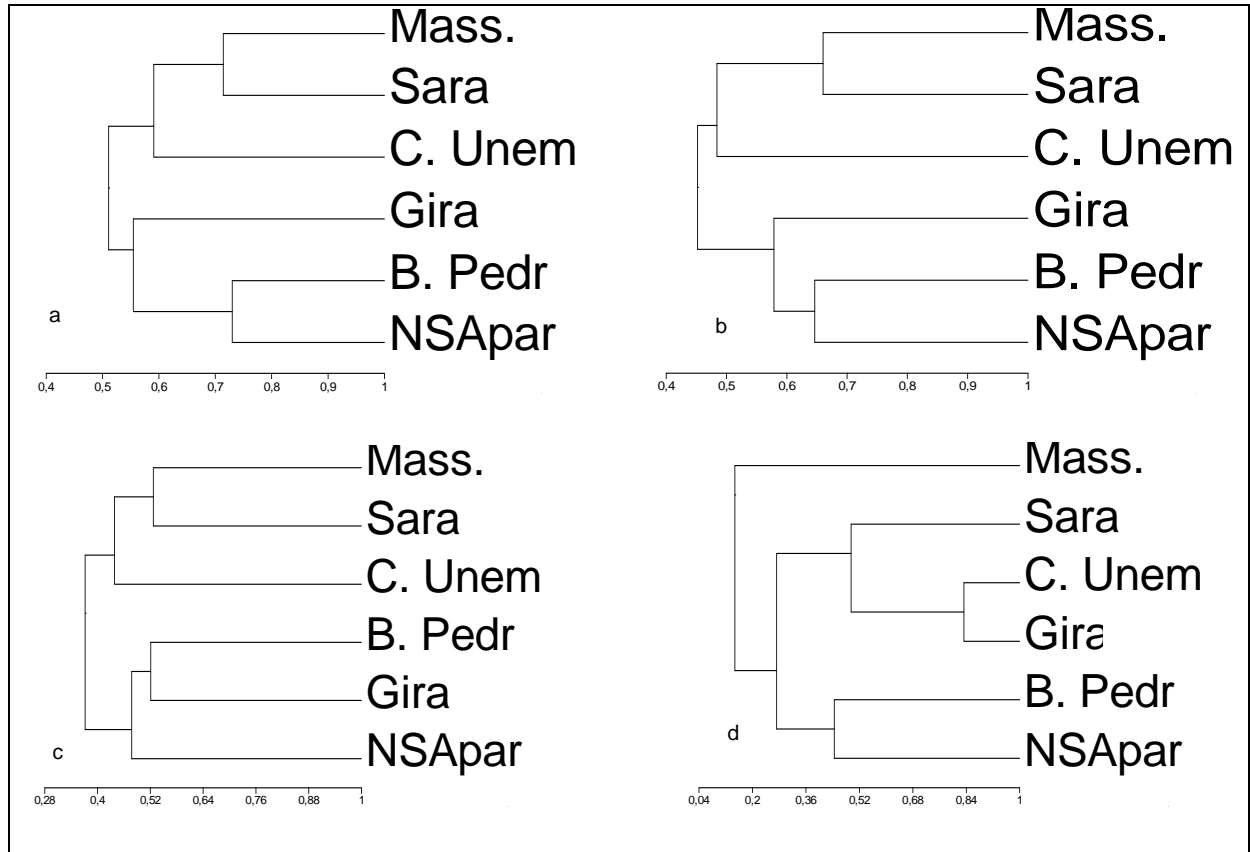 Mass.
Sara
C. Unem
Gira
B. Pedr
NSApar
a
0,4 0,5 0,6 0,7 0,8 0,9 1
Mass.
Sara
C. Unem
Gira
B. Pedr
NSApar
b
0,4 0,5 0,6 0,7 0,8 0,9 1
Mass.
Sara
C. Unem
B. Pedr
Gira
NSApar
c
0,28 0,4 0,52 0,64 0,76 0,88 1
Mass.
Sara
C. Unem
Gira
B. Pedr
NSApar
d
0,04 0,2 0,36 0,52 0,68 0,84 1